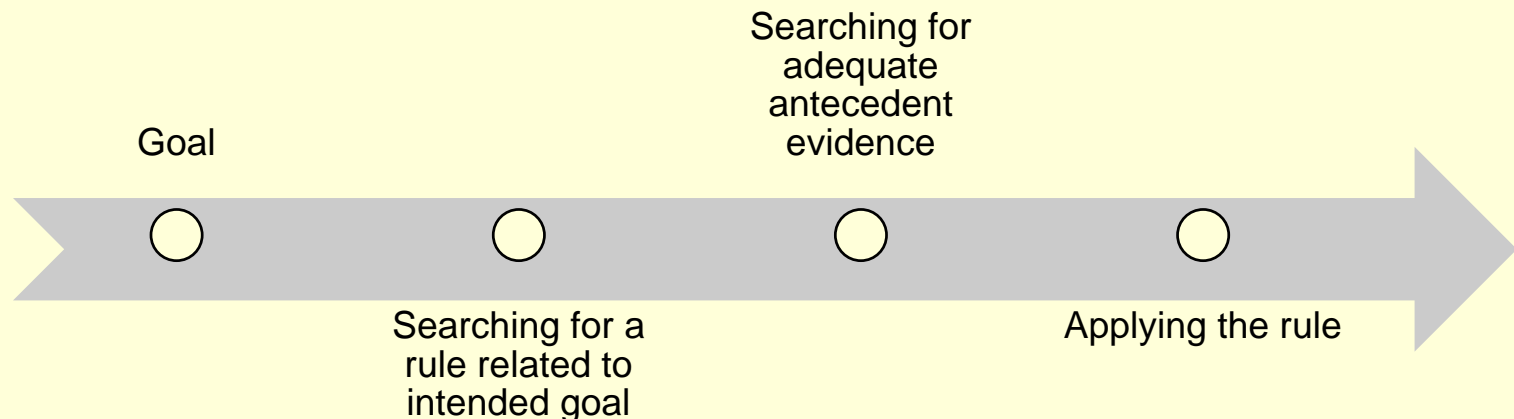 Goal
Searching for a
rule related to
intended goal
Searching for
adequate
antecedent
evidence
Applying the rule